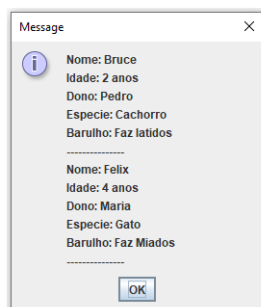 Message
Nome: Bruce
Idade: 2 anos
Dono: Pedro
Especie: Cachorro
Barulho: Faz latidos
---------------
Nome: Felix
Idade: 4 anos
Dono: Maria
Especie: Gato
Barulho: Faz Miados
---------------
OK